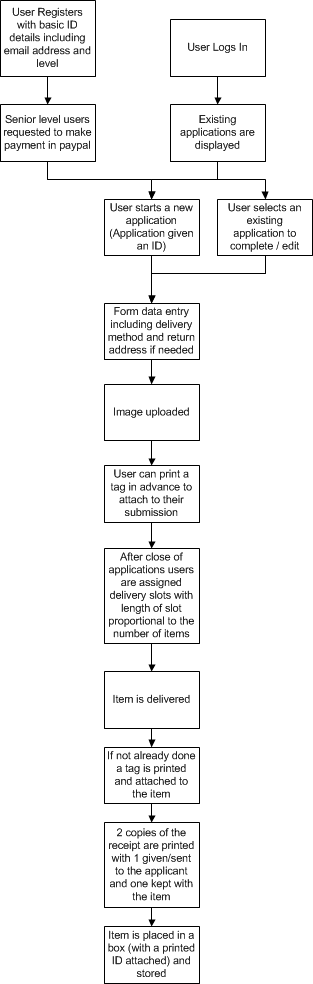 User Registers
with basic ID
details including
email address and
level
User Logs In
Senior level users
requested to make
payment in paypal
Existing
applications are
displayed
User starts a new
application
(Application given
an ID)
User selects an
existing
application to
complete / edit
Form data entry
including delivery
method and return
address if needed
Image uploaded
User can print a
tag in advance to
attach to their
submission
After close of
applications users
are assigned
delivery slots with
length of slot
proportional to the
number of items
Item is delivered
If not already done
a tag is printed
and attached to
the item
2 copies of the
receipt are printed
with 1 given/sent
to the applicant
and one kept with
the item
Item is placed in a
box (with a printed
ID attached) and
stored